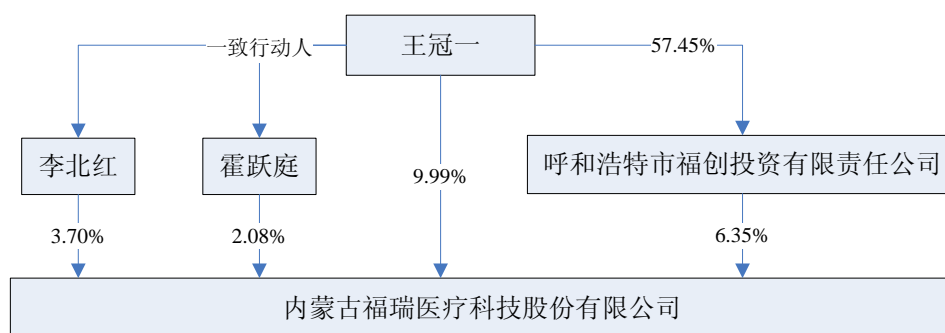 一致行动人
王冠一
57.45%
李北红
霍跃庭
9.99%
呼和浩特市福创投资有限责任公司
3.70%
2.08%
6.35%
内蒙古福瑞医疗科技股份有限公司